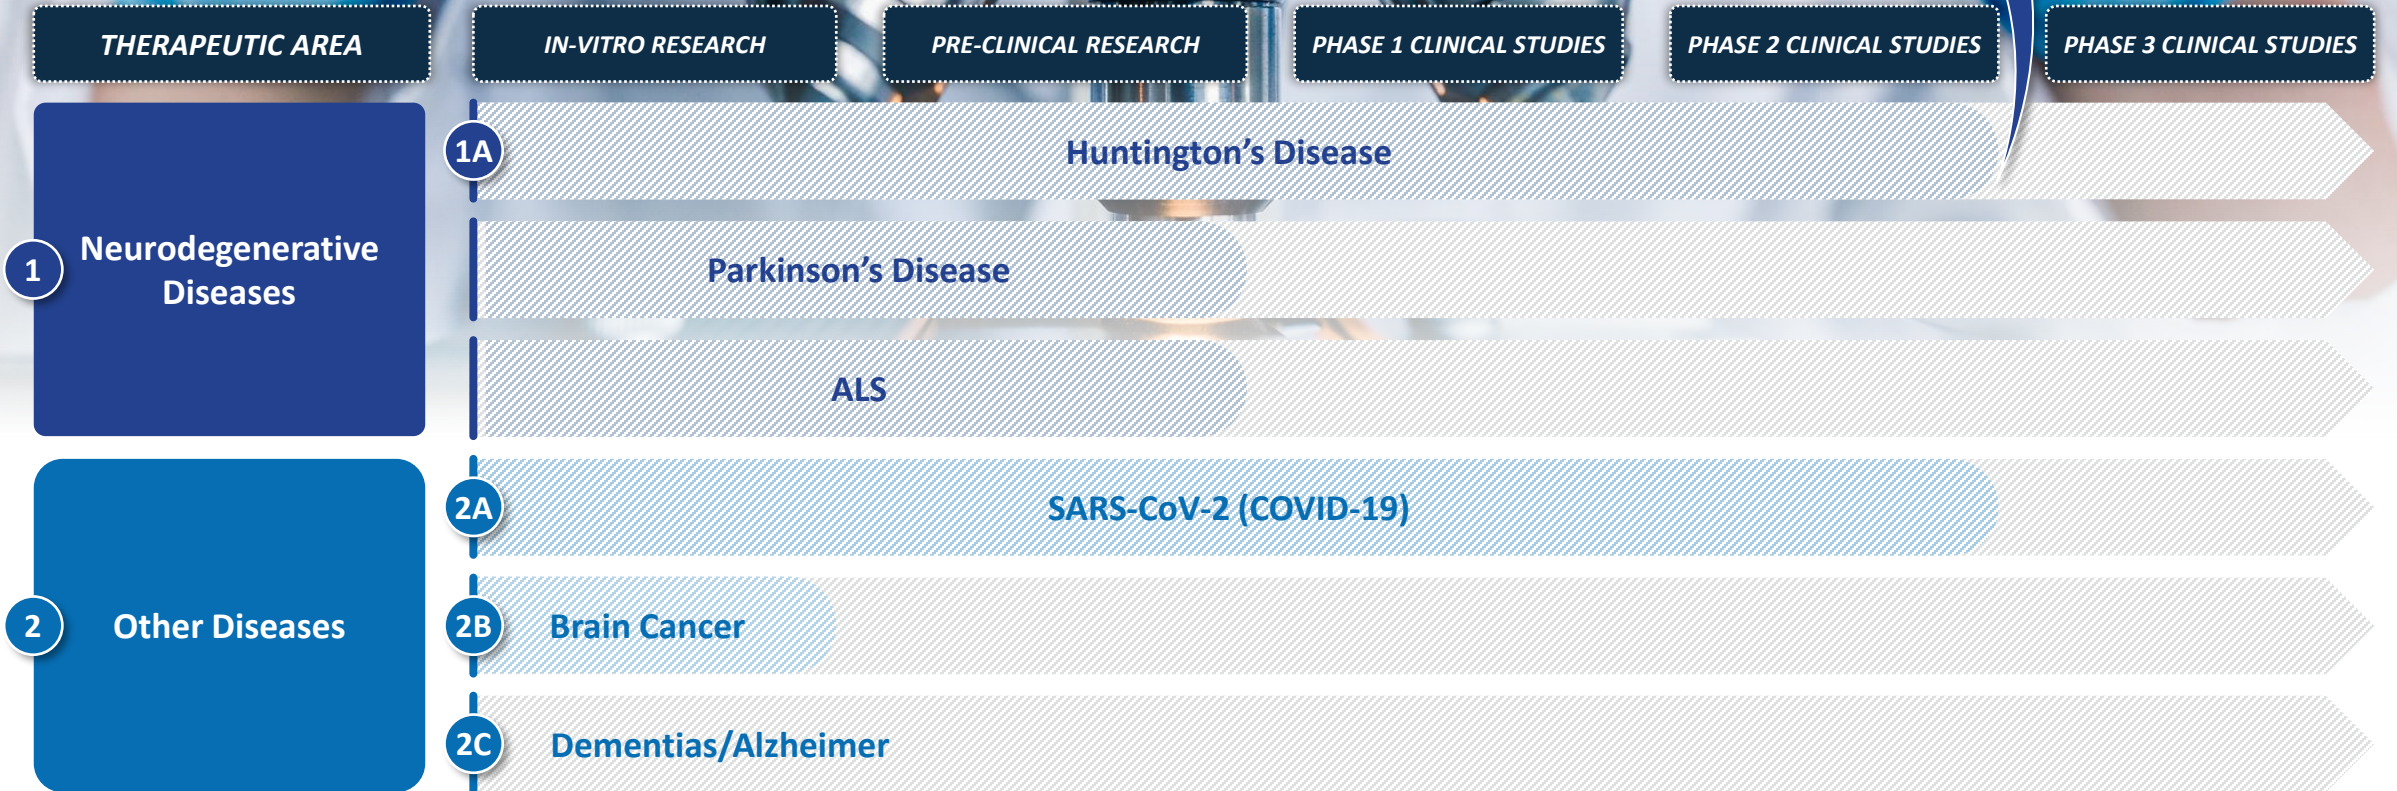 THERAPEUTIC AREA
IN-VITRO RESEARCH
PRE-CLINICAL RESEARCH
PHASE 1 CLINICAL STUDIES
PHASE 2 CLINICAL STUDIES
PHASE 3 CLINICAL STUDIES
1
Neurodegenerative
Diseases
1A
Huntington’s Disease
Parkinson’s Disease
ALS
2
Other Diseases
2A
SARS-CoV-2 (COVID-19)
2B
Brain Cancer
2C
Dementias/Alzheimer